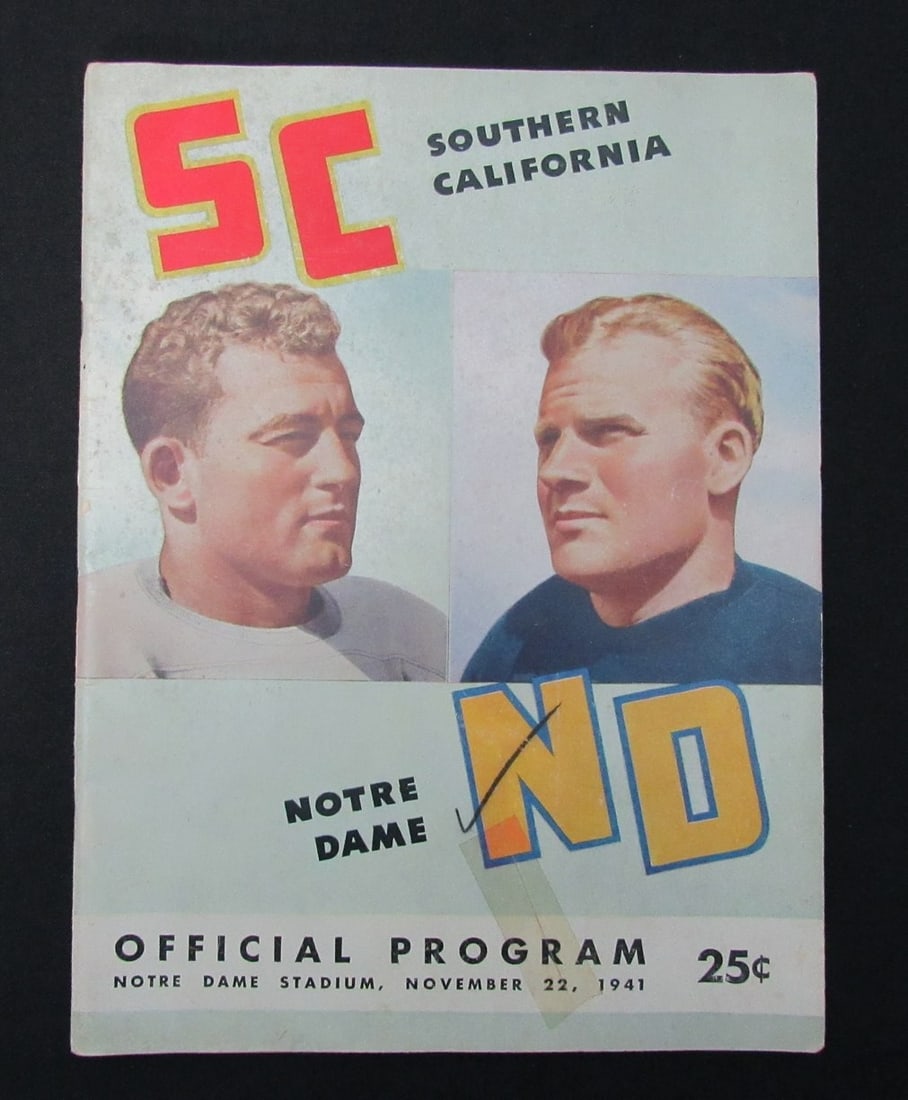 SC
SOUTHERN
CALIFORNIA
NOTRE
DAME
ND
OFFICIAL PROGRAM
NOTRE DAME STADIUM, NOVEMBER 22, 1941
25¢